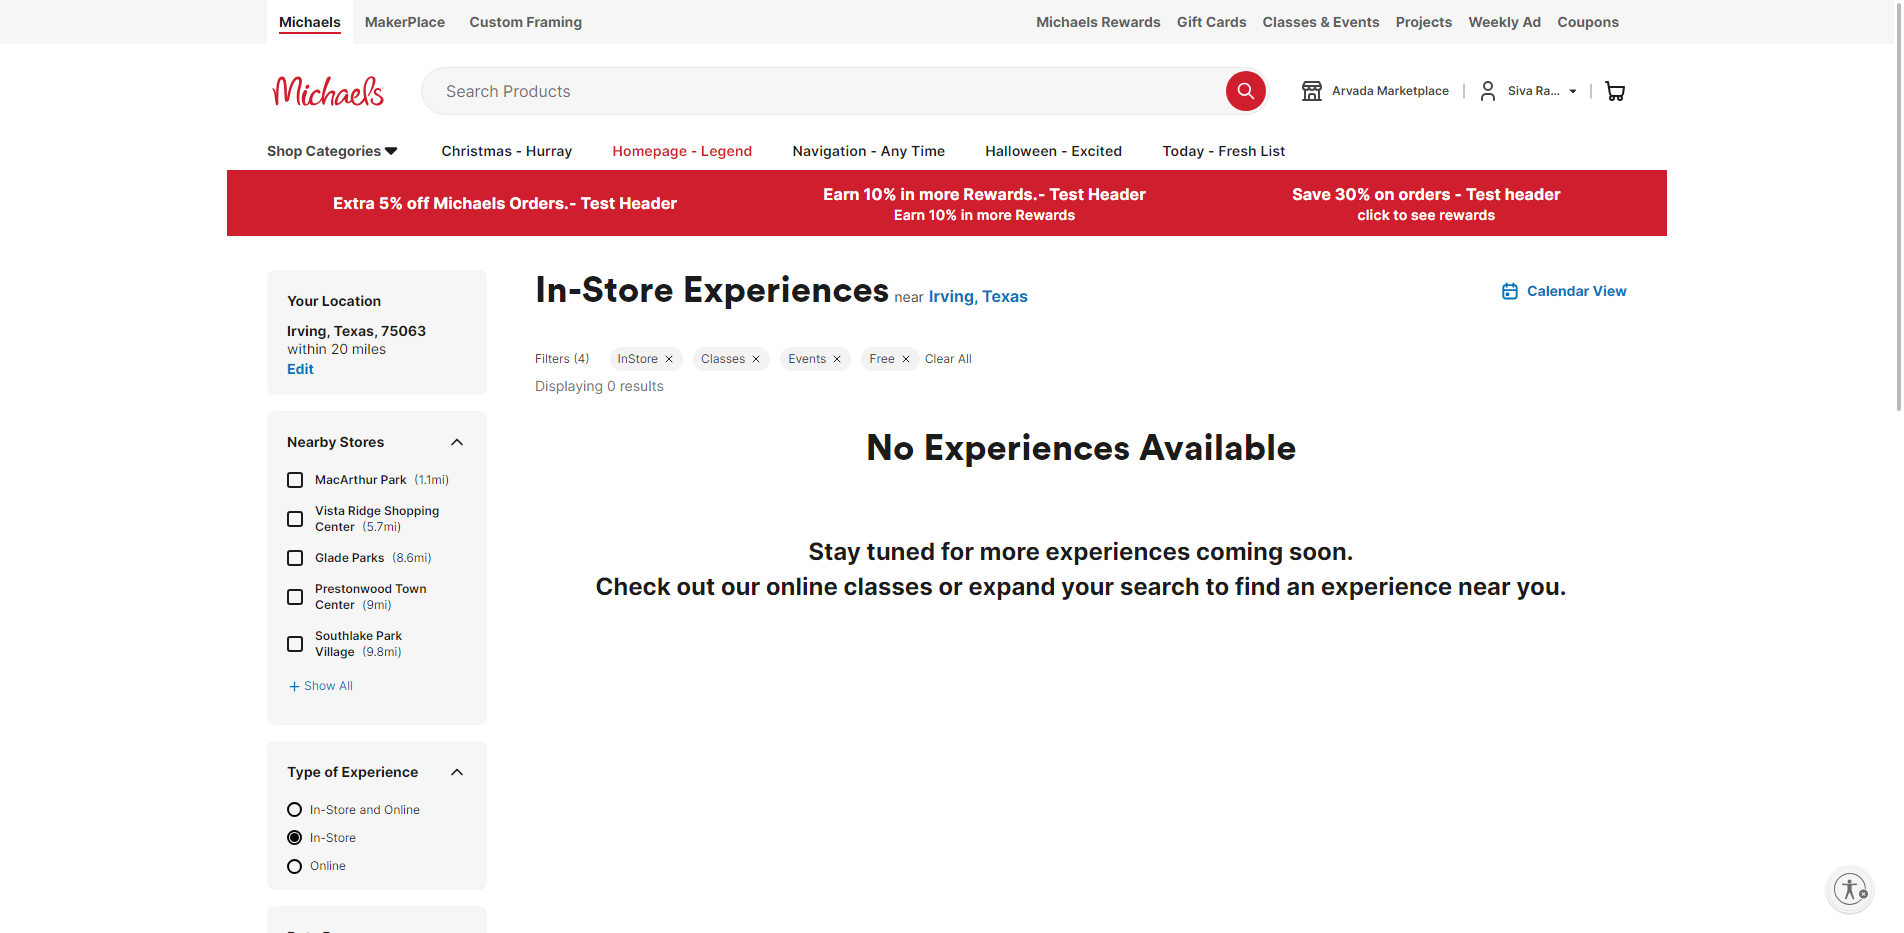 Michaels MakerPlace Custom Framing Michaels Rewards Gift Cards Classes & Events Projects Weekly Ad Coupons
Michaels Search Products Arvada Marketplace | Siva Ra... |
Shop Categories Christmas - Hurray Homepage - Legend Navigation - Any Time Halloween - Excited Today - Fresh List
Extra 5% off Michaels Orders.- Test Header
Earn 10% in more Rewards.- Test Header
Earn 10% in more Rewards
Save 30% on orders - Test header
click to see rewards
Your Location
Irving, Texas, 75063
within 20 miles
Edit
Nearby Stores
MacArthur Park (1.1mi)
Vista Ridge Shopping
Center (5.7mi)
Glade Parks (8.6mi)
Prestonwood Town
Center (9mi)
Southlake Park
Village (9.8mi)
+ Show All
Type of Experience
In-Store and Online
In-Store
Online
In-Store Experiences near Irving, Texas
Calendar View
Filters (4) InStore Classes Events Free Clear All
Displaying 0 results
No Experiences Available
Stay tuned for more experiences coming soon.
Check out our online classes or expand your search to find an experience near you.